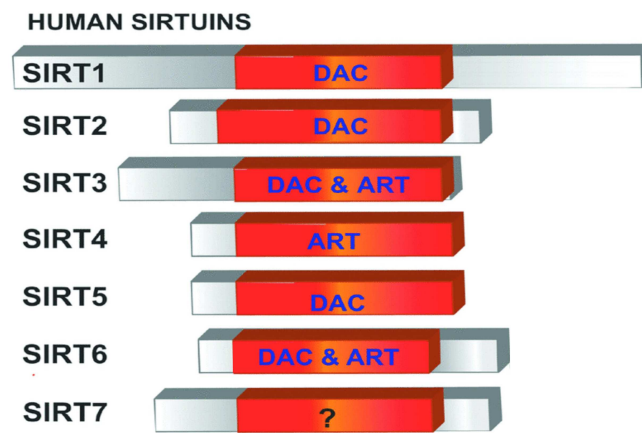 HUMAN SIRTUINS
SIRT1 DAC
SIRT2 DAC
SIRT3 DAC & ART
SIRT4 ART
SIRT5 DAC
SIRT6 DAC & ART
SIRT7 ?